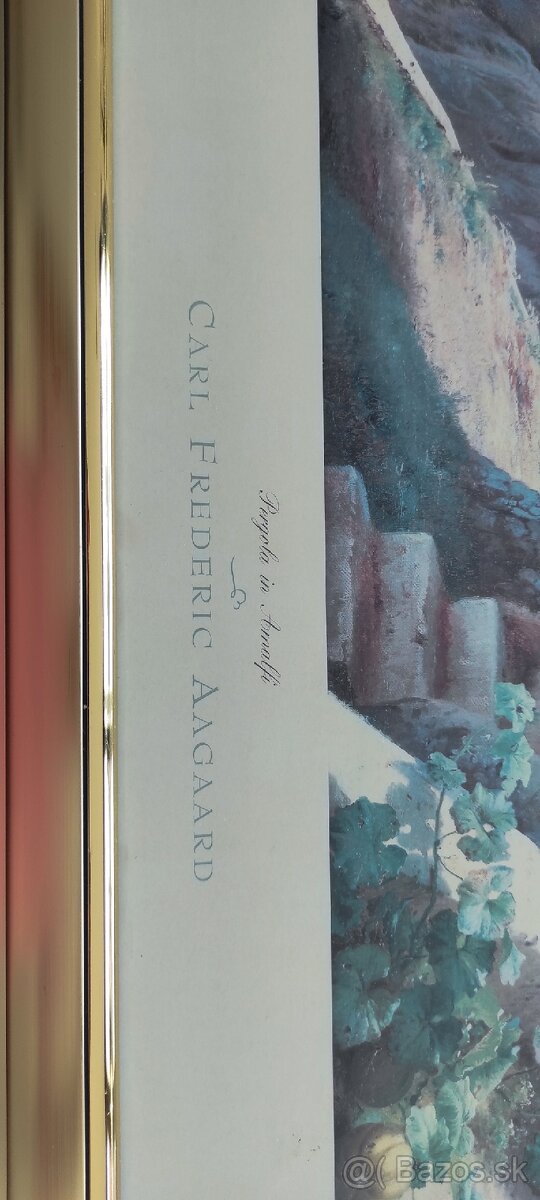 Pergola in Amalfi
CARL FREDERIC AAGAARD
@( Bazos.sk